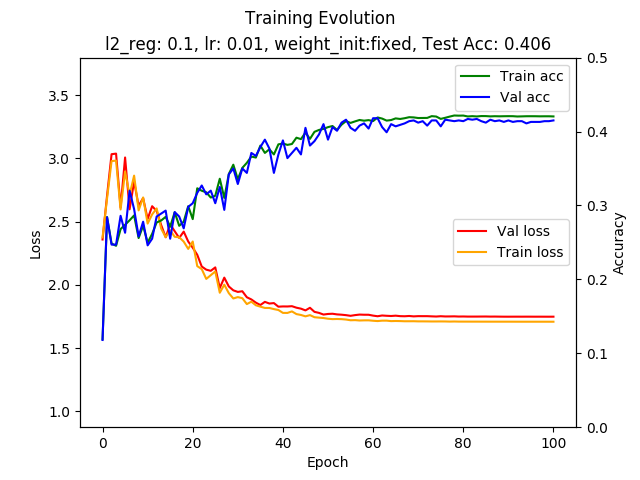 Training Evolution
l2_reg: 0.1, lr: 0.01, weight_init:fixed, Test Acc: 0.406
Train acc
Val acc
Val loss
Train loss
Loss
3.5
3.0
2.5
2.0
1.5
1.0
0.5
0.4
0.3
0.2
0.1
0.0
Accuracy
0 20 40 60 80 100
Epoch